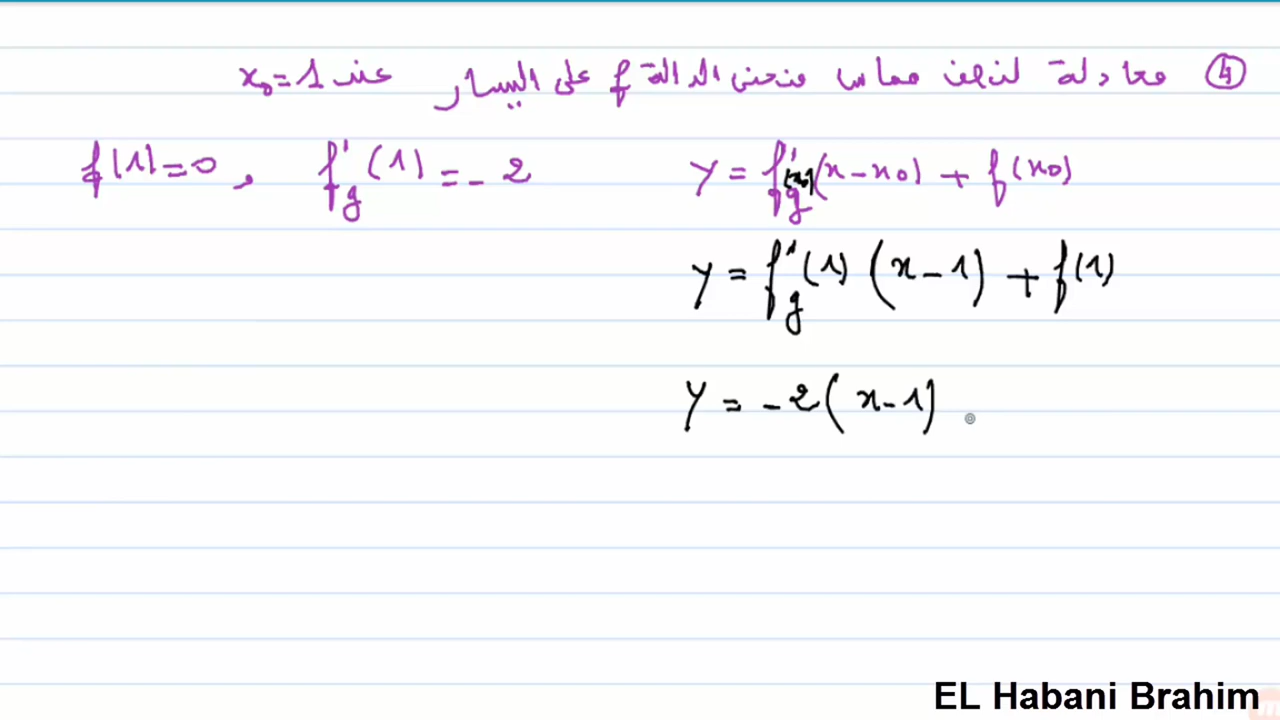 ④ معادلة لنصف مماس منحنى الدالة f على اليسار عند x₀=1
y = f'g(x₀)(x-x₀) + f(x₀)
f'g(1) = -2 , f(1)=0
y = f'g(1) (x-1) + f(1)
y = -2(x-1)
EL Habani Brahim